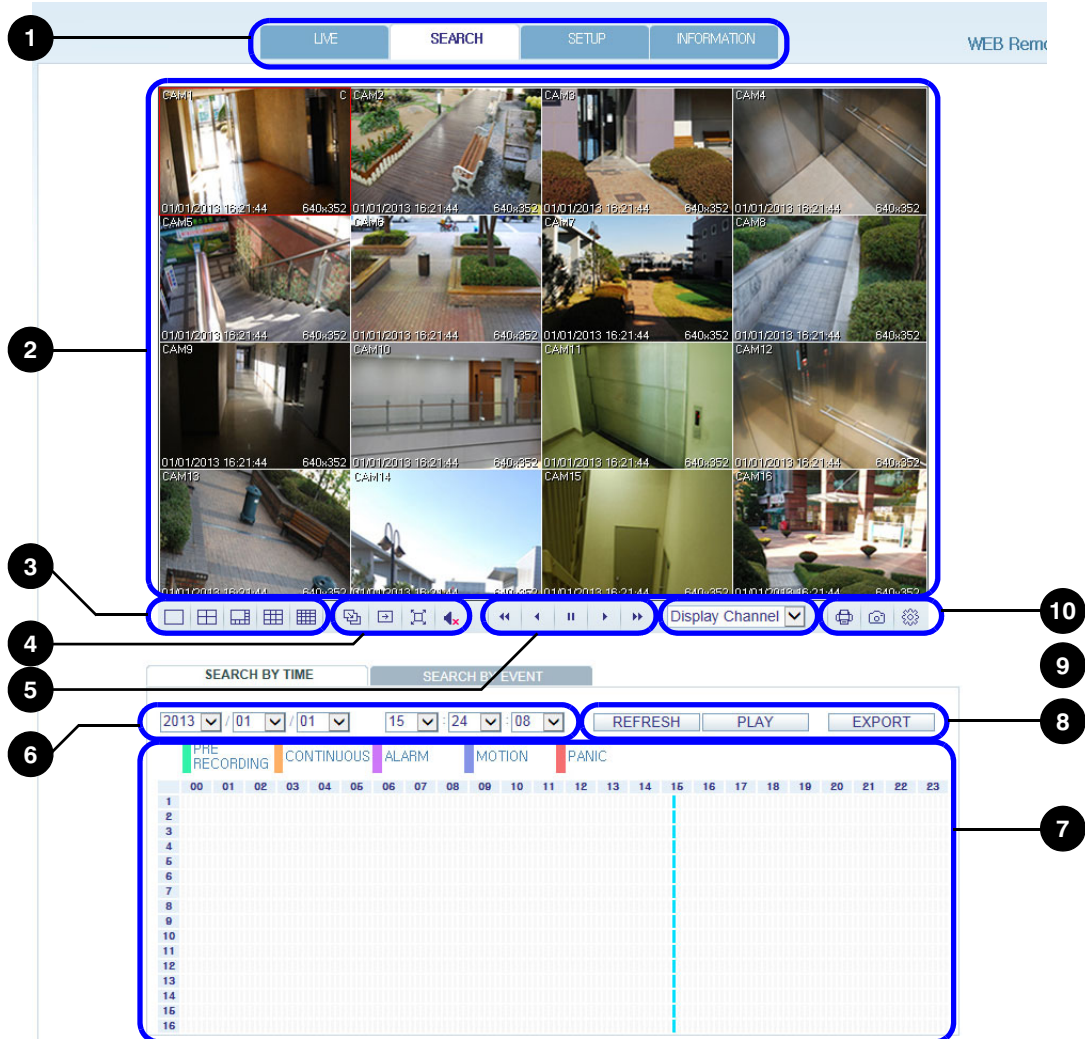 1
LIVE SEARCH SETUP INFORMATION
WEB Remo
CAM1 C CAM2 CAM3 CAM4
01/01/2013 16:21:44 640x352 01/01/2013 16:21:44 640x352 01/01/2013 16:21:44 640x352 01/01/2013 16:21:44 640x352
CAM5 CAM6 CAM7 CAM8
01/01/2013 16:21:44 640x352 01/01/2013 16:21:44 640x352 01/01/2013 16:21:44 640x352 01/01/2013 16:21:44 640x352
2
CAM9 CAM10 CAM11 CAM12
01/01/2013 16:21:44 640x352 01/01/2013 16:21:44 640x352 01/01/2013 16:21:44 640x352 01/01/2013 16:21:44 640x352
CAM13 CAM14 CAM15 CAM16
3
Display Channel
10
4
SEARCH BY TIME SEARCH BY EVENT
9
5
2013 / 01 / 01 15 : 24 : 08 REFRESH PLAY EXPORT
8
6
PRE RECORDING CONTINUOUS ALARM MOTION PANIC
00 01 02 03 04 05 06 07 08 09 10 11 12 13 14 15 16 17 18 19 20 21 22 23
1
2
3
7
4
5
6
7
8
9
10
11
12
13
14
15
16